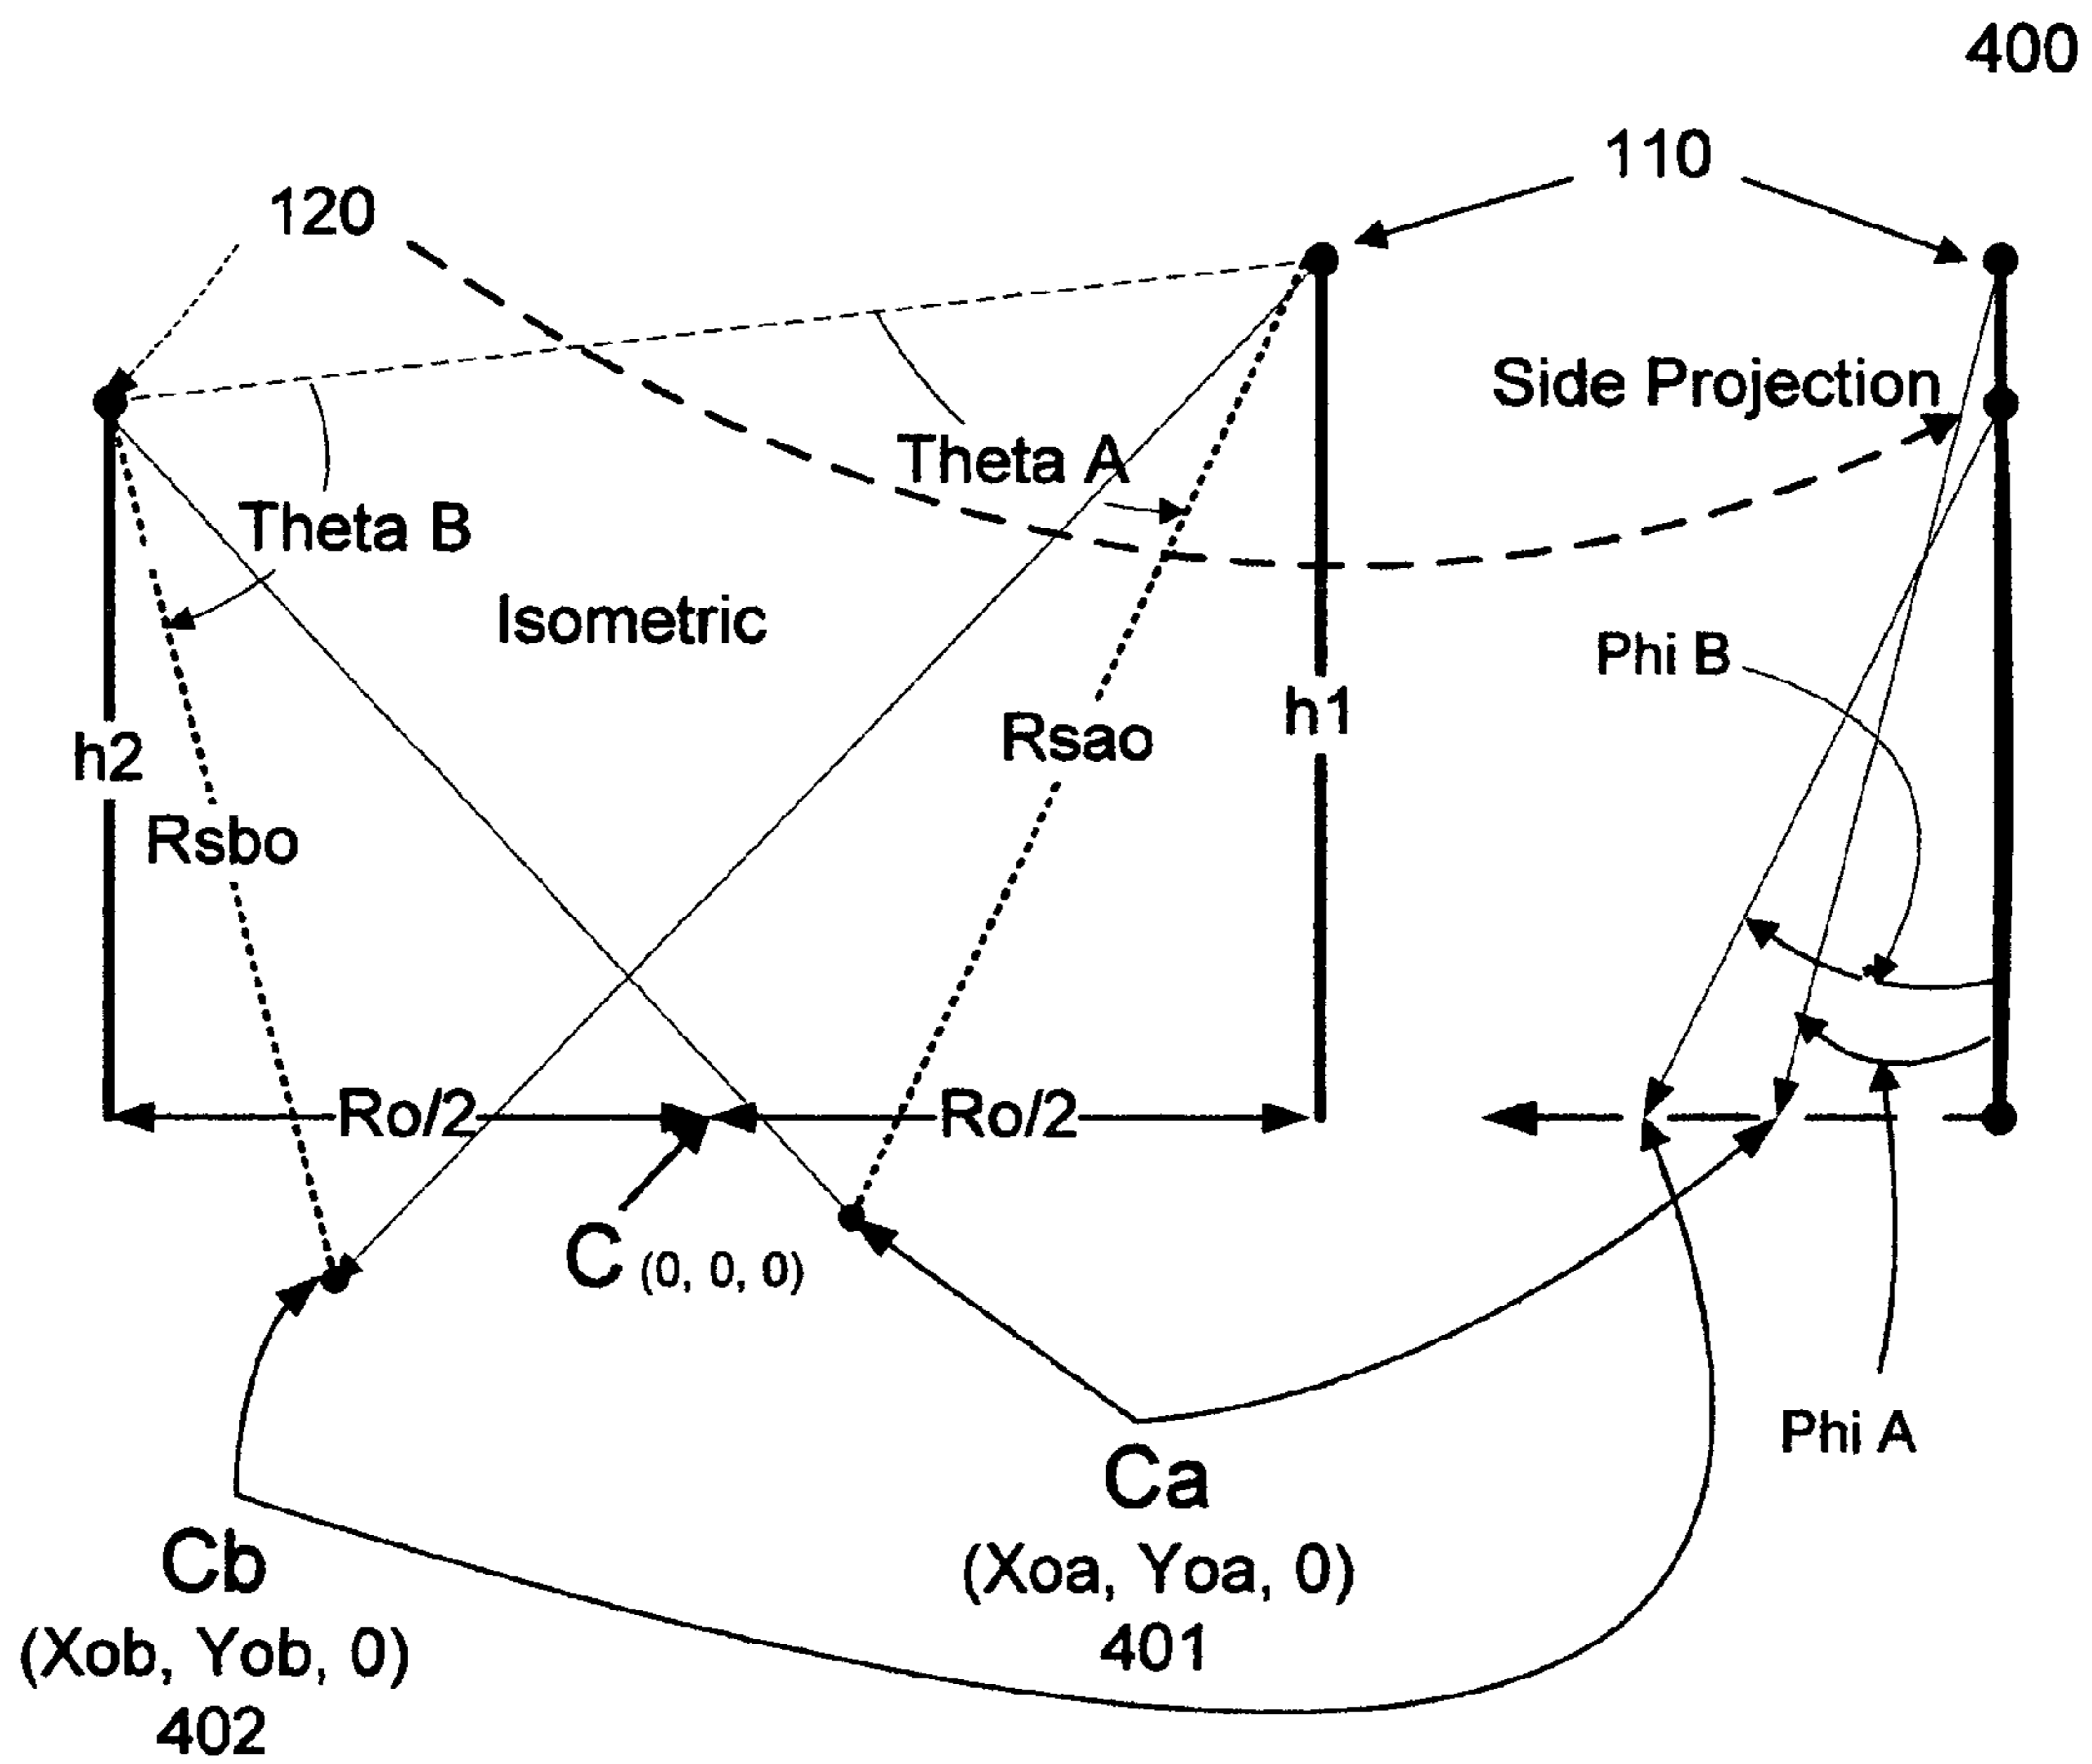 400
110
120
Side Projection
Theta A
Theta B
Isometric
Phi B
h1
Rsao
h2
Rsbo
Ro/2
Ro/2
C (0, 0, 0)
Phi A
Ca
(Xoa, Yoa, 0)
401
Cb
(Xob, Yob, 0)
402